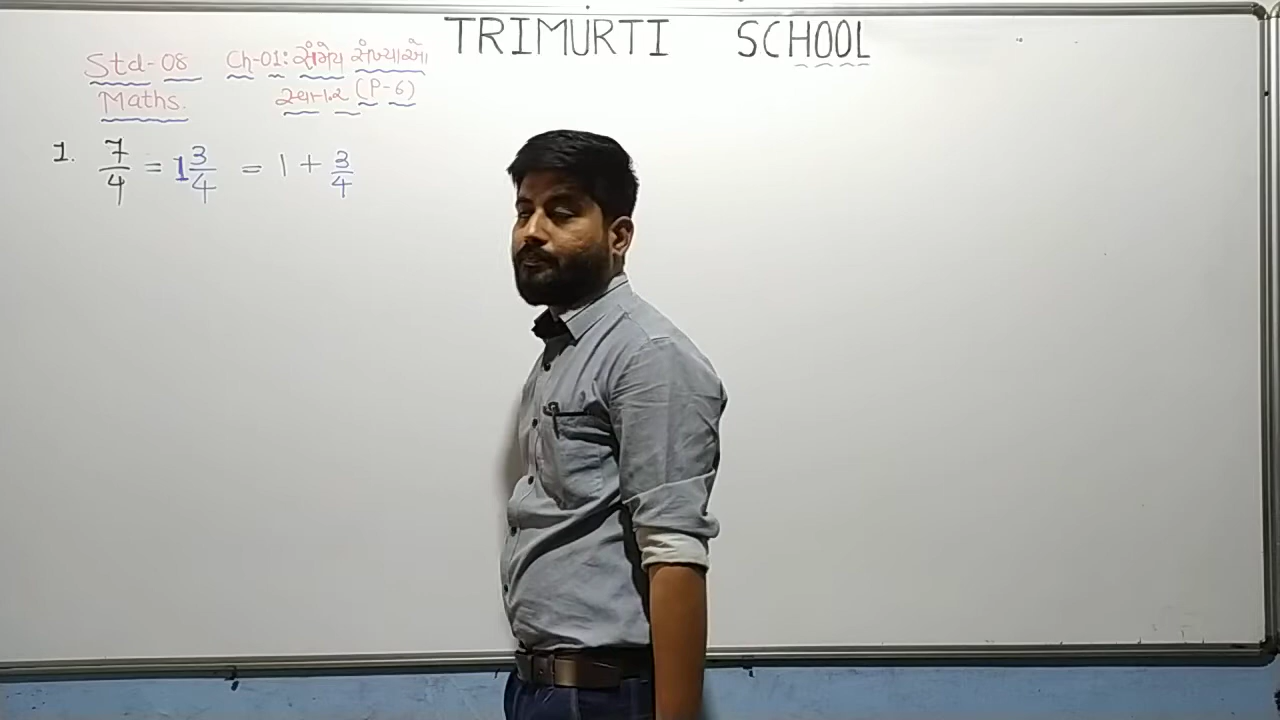 TRIMURTI SCHOOL
Std-08 Ch-01: સંમેય સંખ્યાઓ
Maths. (P-6)
1. 7/4 = 1 3/4 = 1 + 3/4